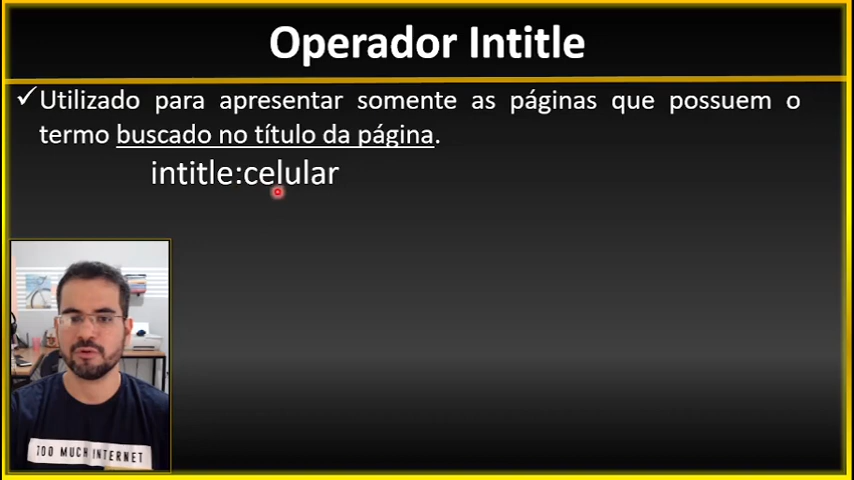 Operador Intitle
✓Utilizado para apresentar somente as páginas que possuem o
termo buscado no título da página.
intitle:celular
TOO MUCH INTERNET